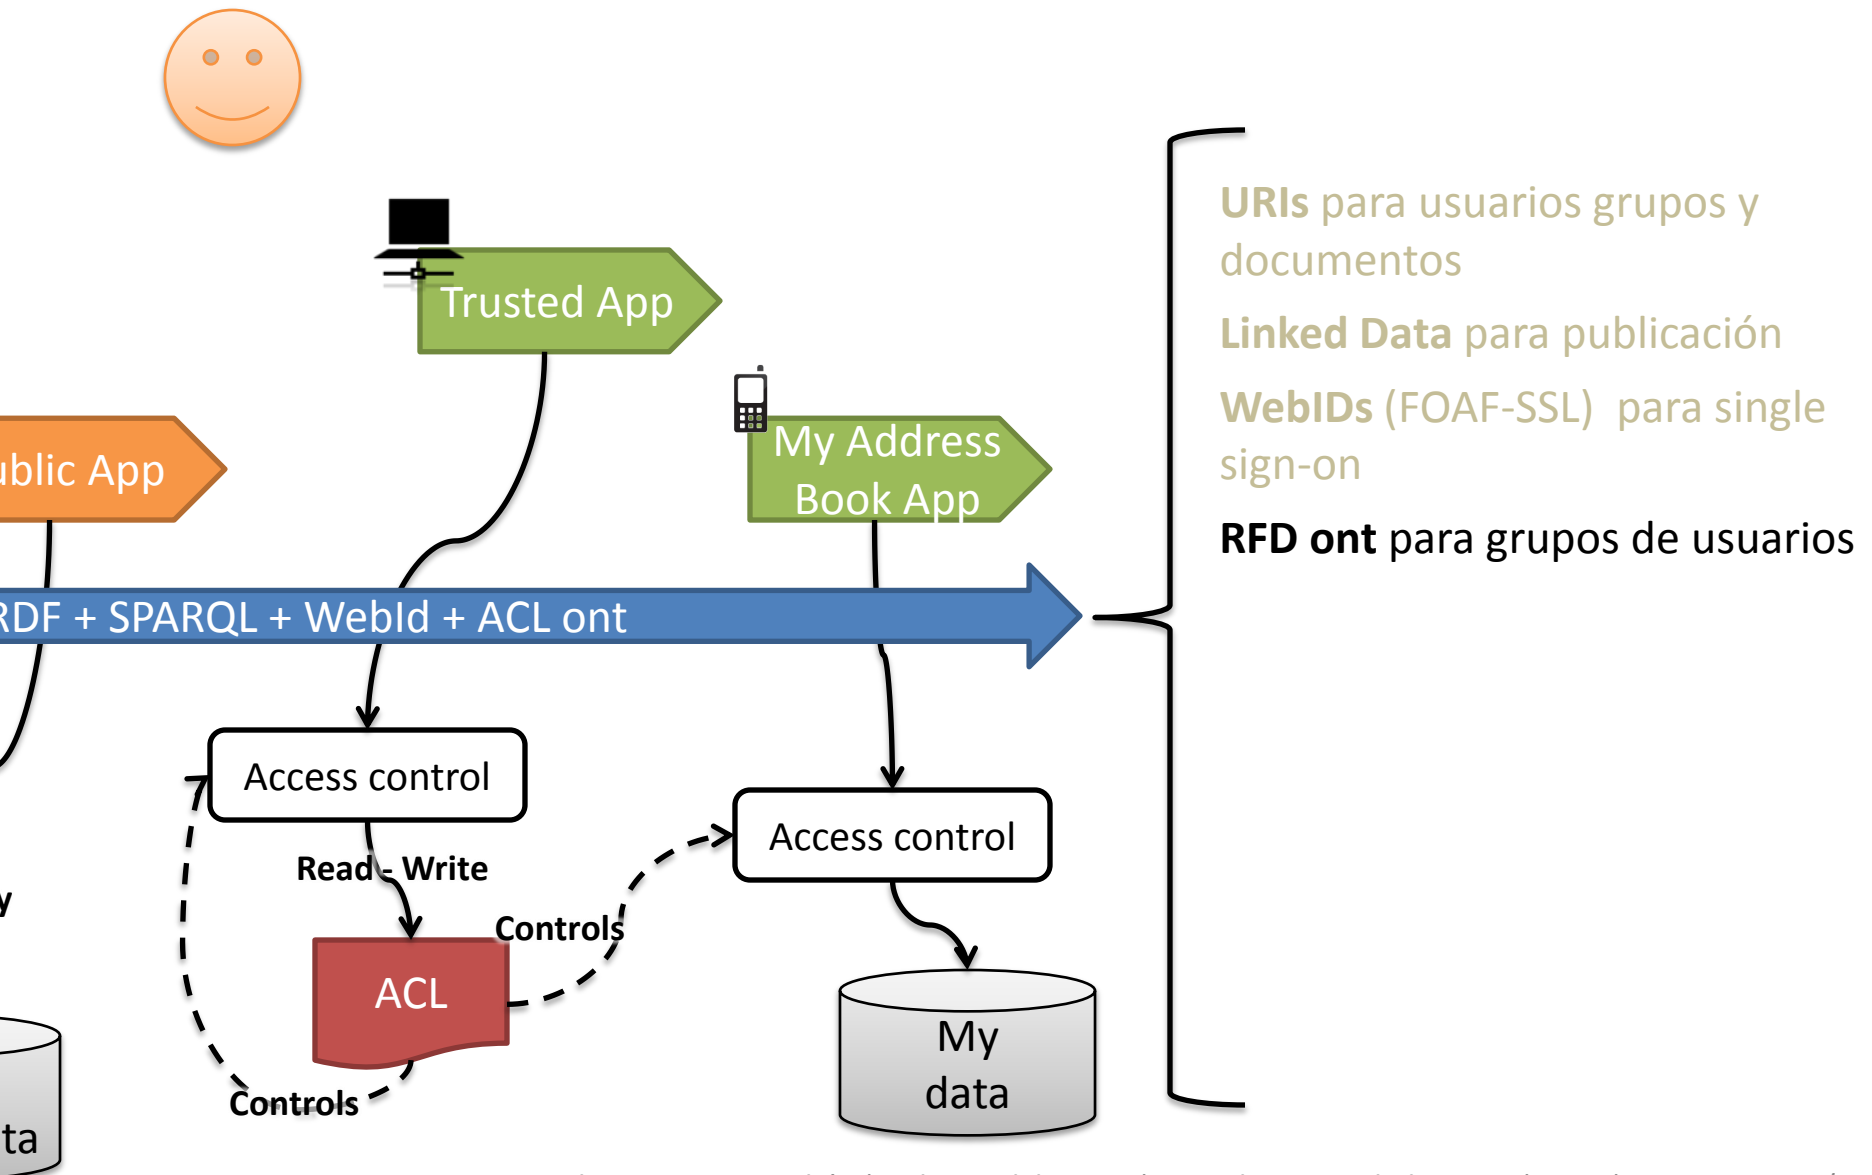 URIs para usuarios grupos y
documentos
Linked Data para publicación
WebIDs (FOAF-SSL) para single
sign-on
RFD ont para grupos de usuarios
Trusted App
My Address
Book App
ublic App
RDF + SPARQL + WebId + ACL ont
Access control
Access control
Read - Write
y
Controls
ACL
My
data
Controls
ta